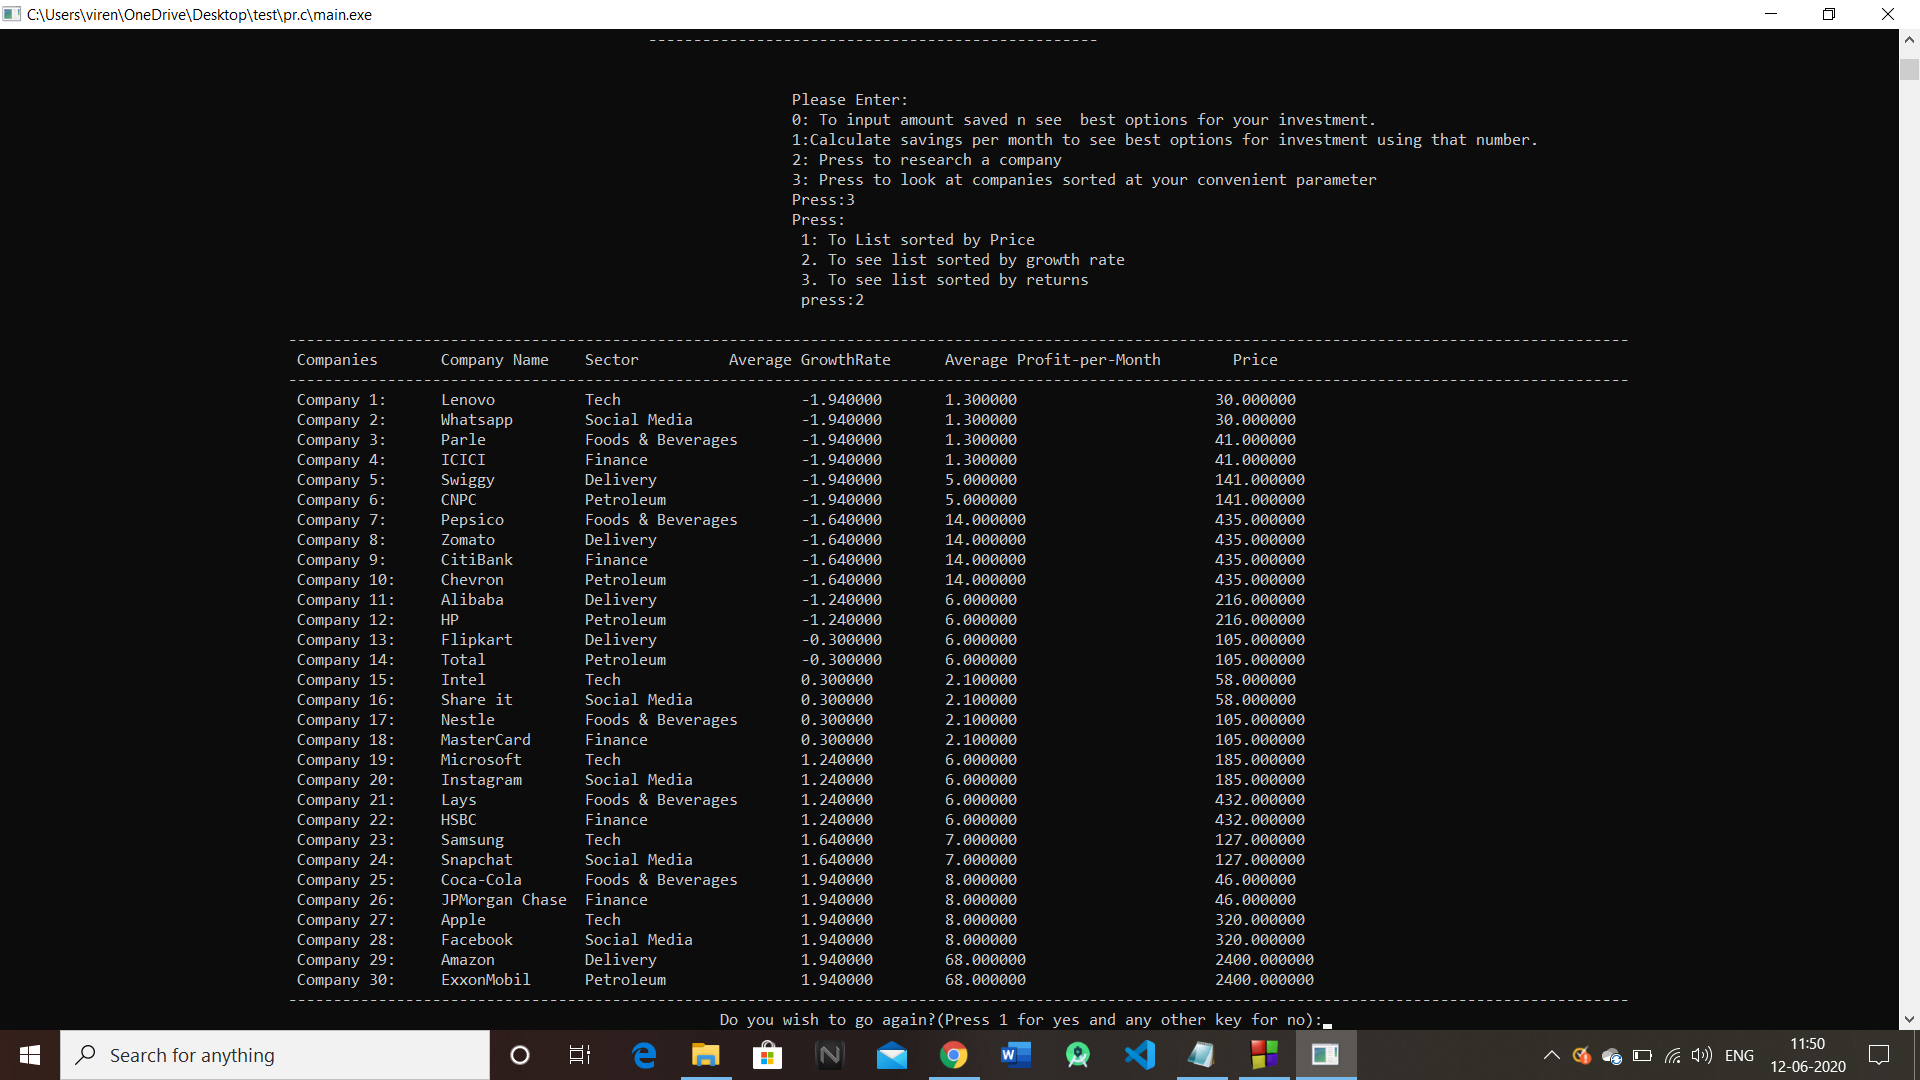 C:\Users\viren\OneDrive\Desktop\test\pr.c\main.exe
--------------------------------------------------
Please Enter:
0: To input amount saved n see  best options for your investment.
1:Calculate savings per month to see best options for investment using that number.
2: Press to research a company
3: Press to look at companies sorted at your convenient parameter
Press:3
Press:
1: To List sorted by Price
2. To see list sorted by growth rate
3. To see list sorted by returns
press:2
-----------------------------------------------------------------------------------------------------------------------------------------------------
Companies Company Name Sector Average GrowthRate Average Profit-per-Month Price
-----------------------------------------------------------------------------------------------------------------------------------------------------
Company 1: Lenovo Tech -1.940000 1.300000 30.000000
Company 2: Whatsapp Social Media -1.940000 1.300000 30.000000
Company 3: Parle Foods & Beverages -1.940000 1.300000 41.000000
Company 4: ICICI Finance -1.940000 1.300000 41.000000
Company 5: Swiggy Delivery -1.940000 5.000000 141.000000
Company 6: CNPC Petroleum -1.940000 5.000000 141.000000
Company 7: Pepsico Foods & Beverages -1.640000 14.000000 435.000000
Company 8: Zomato Delivery -1.640000 14.000000 435.000000
Company 9: CitiBank Finance -1.640000 14.000000 435.000000
Company 10: Chevron Petroleum -1.640000 14.000000 435.000000
Company 11: Alibaba Delivery -1.240000 6.000000 216.000000
Company 12: HP Petroleum -1.240000 6.000000 216.000000
Company 13: Flipkart Delivery -0.300000 6.000000 105.000000
Company 14: Total Petroleum -0.300000 6.000000 105.000000
Company 15: Intel Tech 0.300000 2.100000 58.000000
Company 16: Share it Social Media 0.300000 2.100000 58.000000
Company 17: Nestle Foods & Beverages 0.300000 2.100000 105.000000
Company 18: MasterCard Finance 0.300000 2.100000 105.000000
Company 19: Microsoft Tech 1.240000 6.000000 185.000000
Company 20: Instagram Social Media 1.240000 6.000000 185.000000
Company 21: Lays Foods & Beverages 1.240000 6.000000 432.000000
Company 22: HSBC Finance 1.240000 6.000000 432.000000
Company 23: Samsung Tech 1.640000 7.000000 127.000000
Company 24: Snapchat Social Media 1.640000 7.000000 127.000000
Company 25: Coca-Cola Foods & Beverages 1.940000 8.000000 46.000000
Company 26: JPMorgan Chase Finance 1.940000 8.000000 46.000000
Company 27: Apple Tech 1.940000 8.000000 320.000000
Company 28: Facebook Social Media 1.940000 8.000000 320.000000
Company 29: Amazon Delivery 1.940000 68.000000 2400.000000
Company 30: ExxonMobil Petroleum 1.940000 68.000000 2400.000000
-----------------------------------------------------------------------------------------------------------------------------------------------------
Do you wish to go again?(Press 1 for yes and any other key for no):
Search for anything
ENG
11:50
12-06-2020